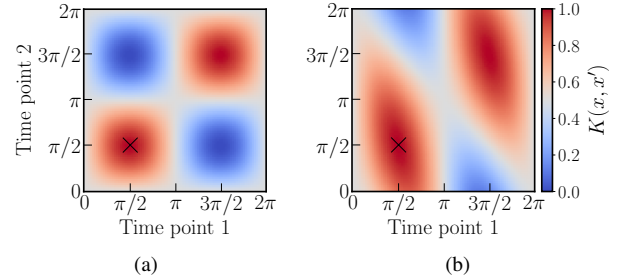 2π
3π/2
π
π/2
0
Time point 2
0 π/2 π 3π/2 2π
Time point 1
(a)
2π
3π/2
π
π/2
0
0 π/2 π 3π/2 2π
Time point 1
(b)
1.0
0.8
0.6
0.4
0.2
0.0
K(x, x′)